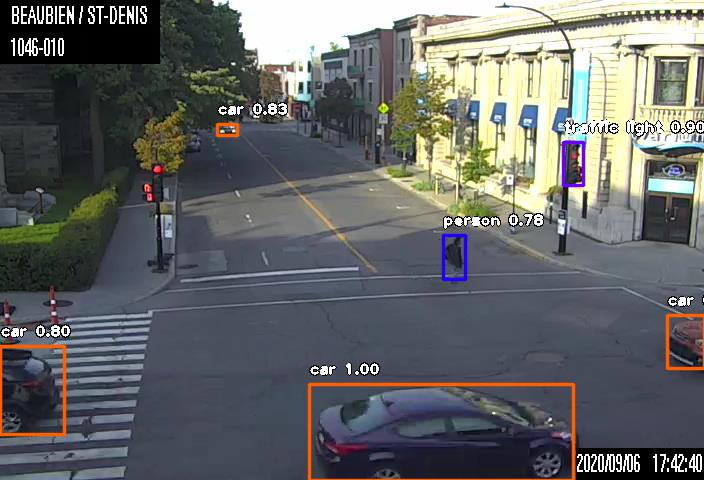 BEAUBIEN / ST-DENIS
1046-010
car 0.83
traffic light 0.90
person 0.78
car
car 0.80
car 1.00
2020/09/06 17:42:40